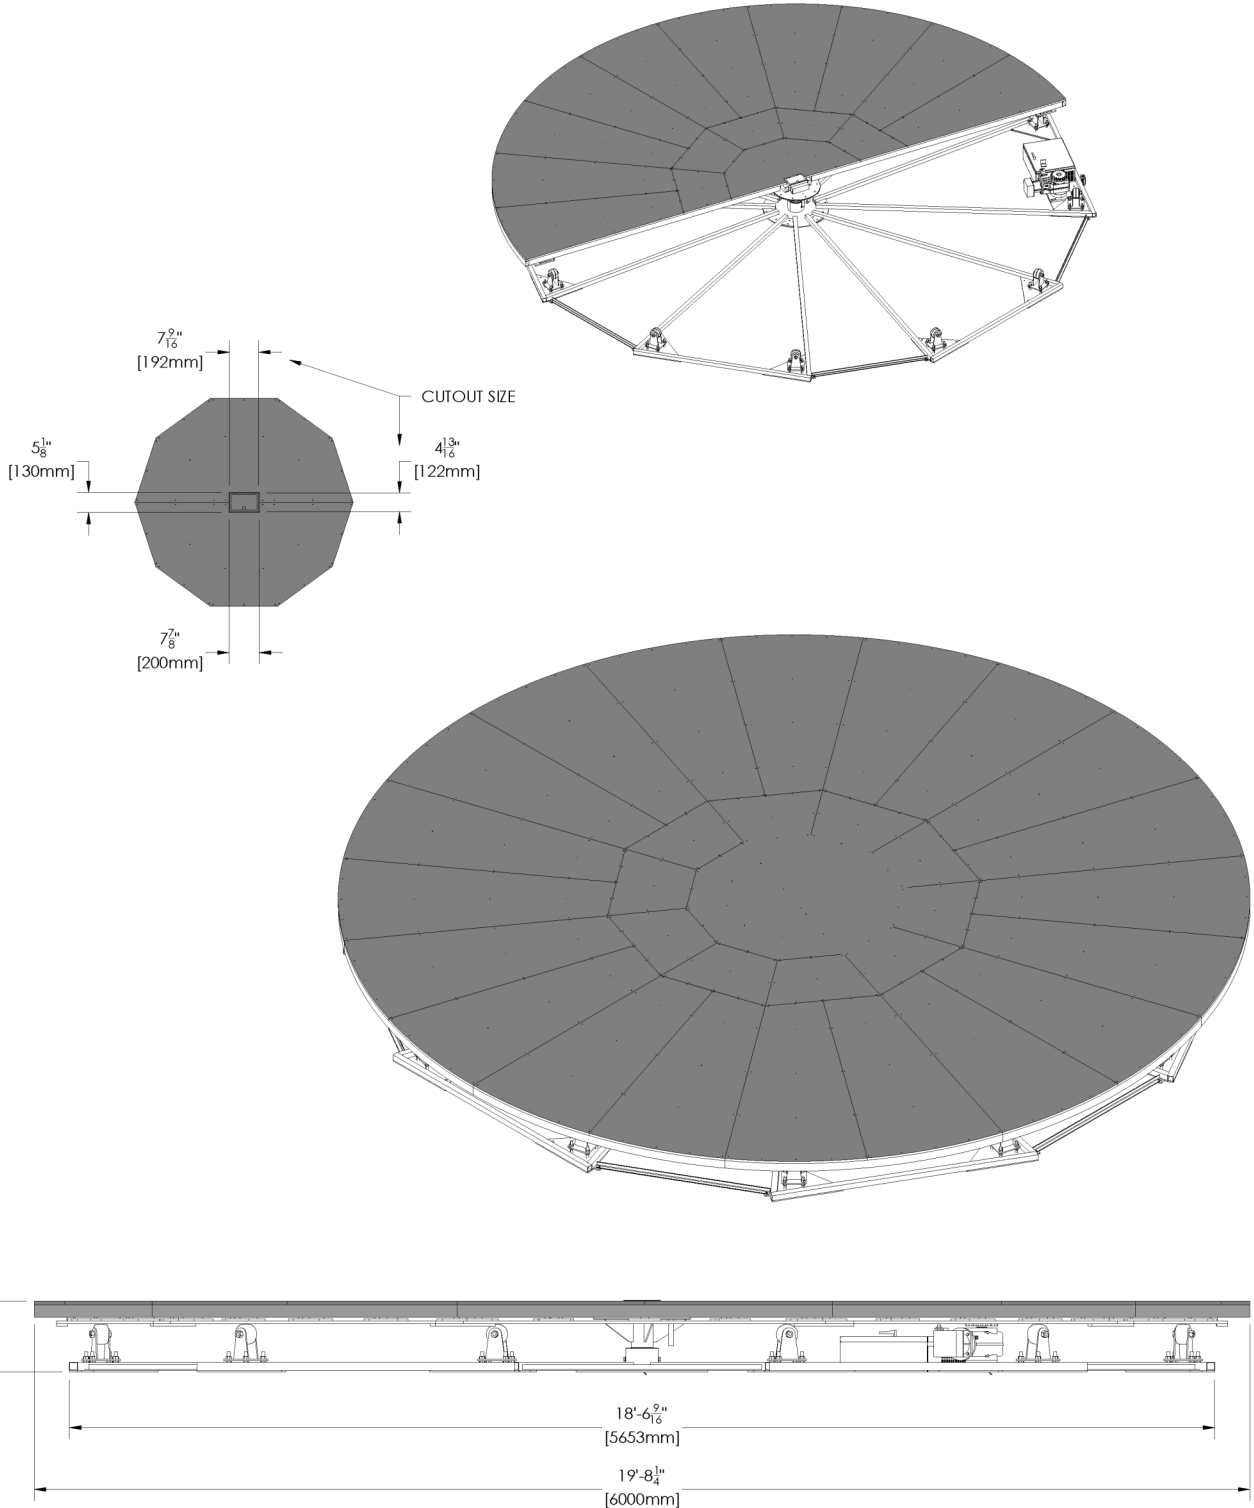 7 9/16"
[192mm]
CUTOUT SIZE
5 1/8"
[130mm]
4 13/16"
[122mm]
7 7/8"
[200mm]
18'-6 9/16"
[5653mm]
19'-8 1/4"
[6000mm]